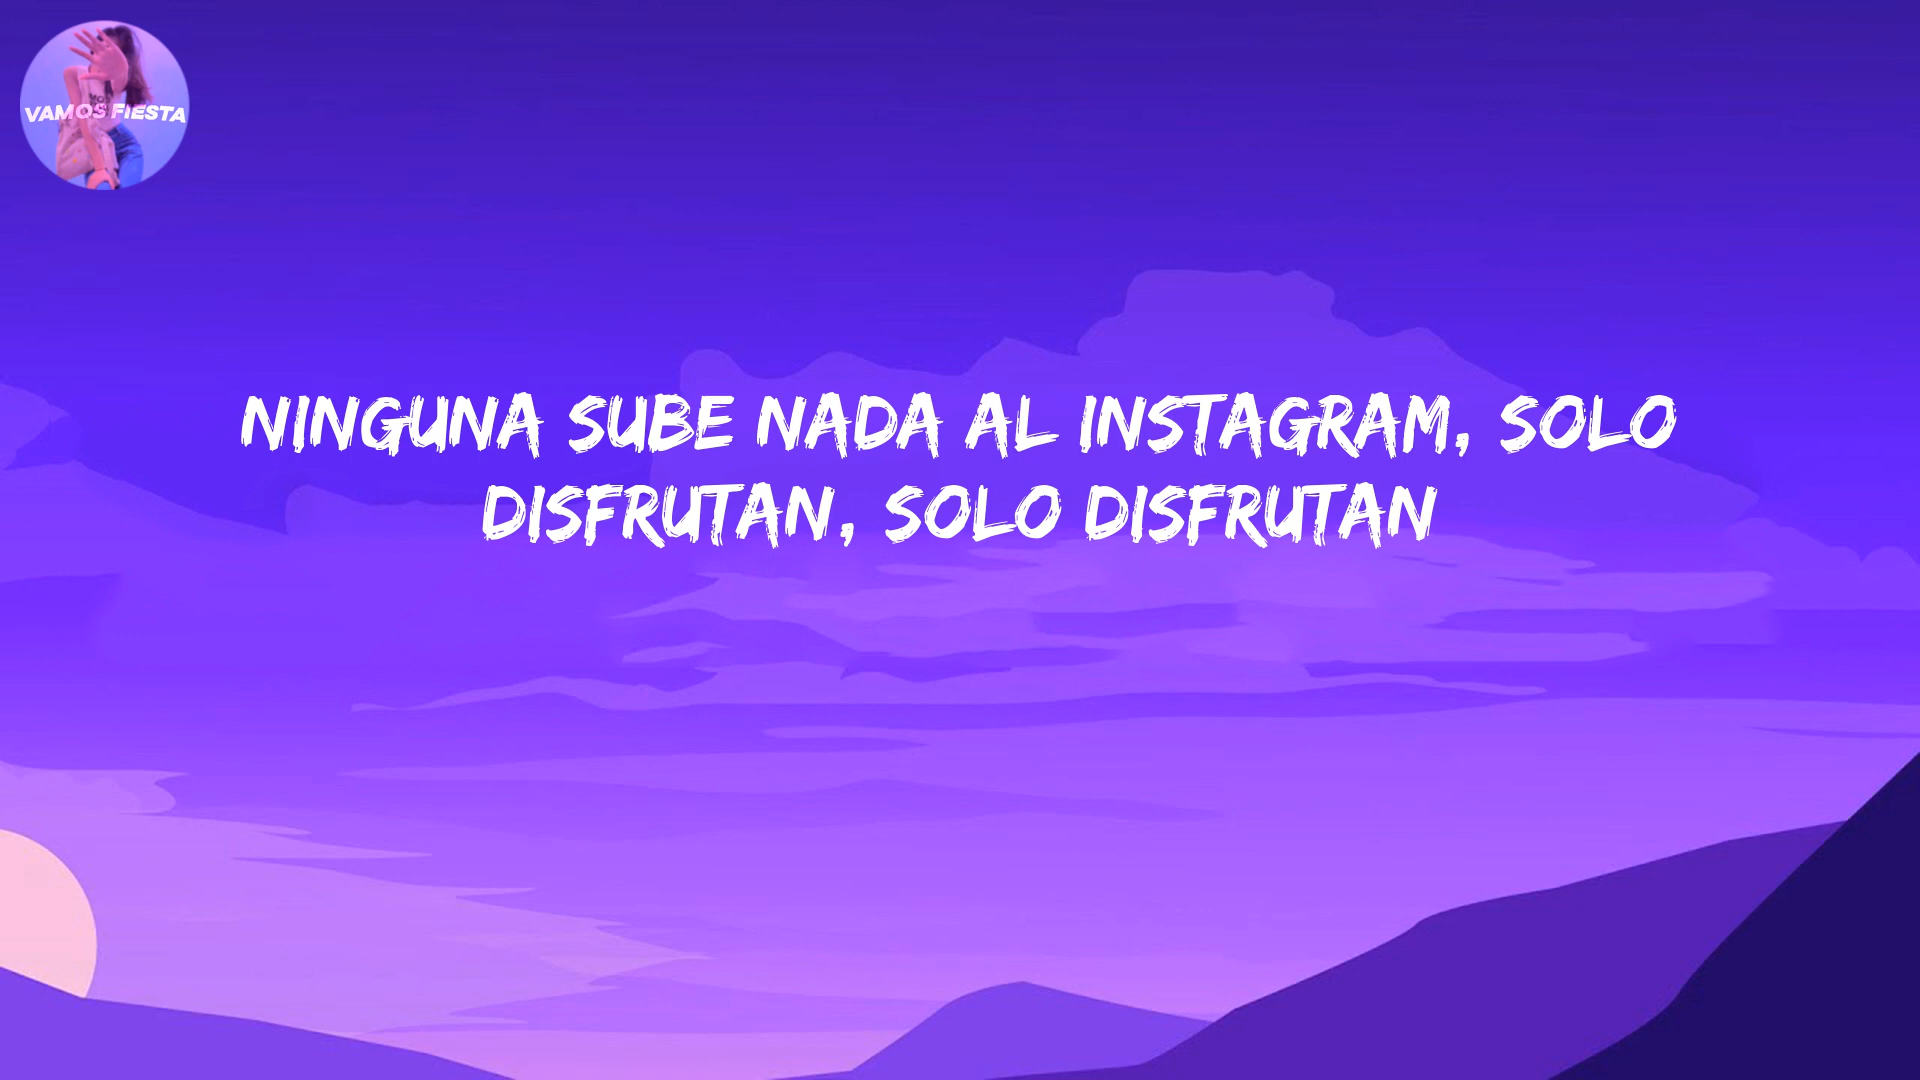 VAMOS FIESTA
NINGUNA SUBE NADA AL INSTAGRAM, SOLO
DISFRUTAN, SOLO DISFRUTAN